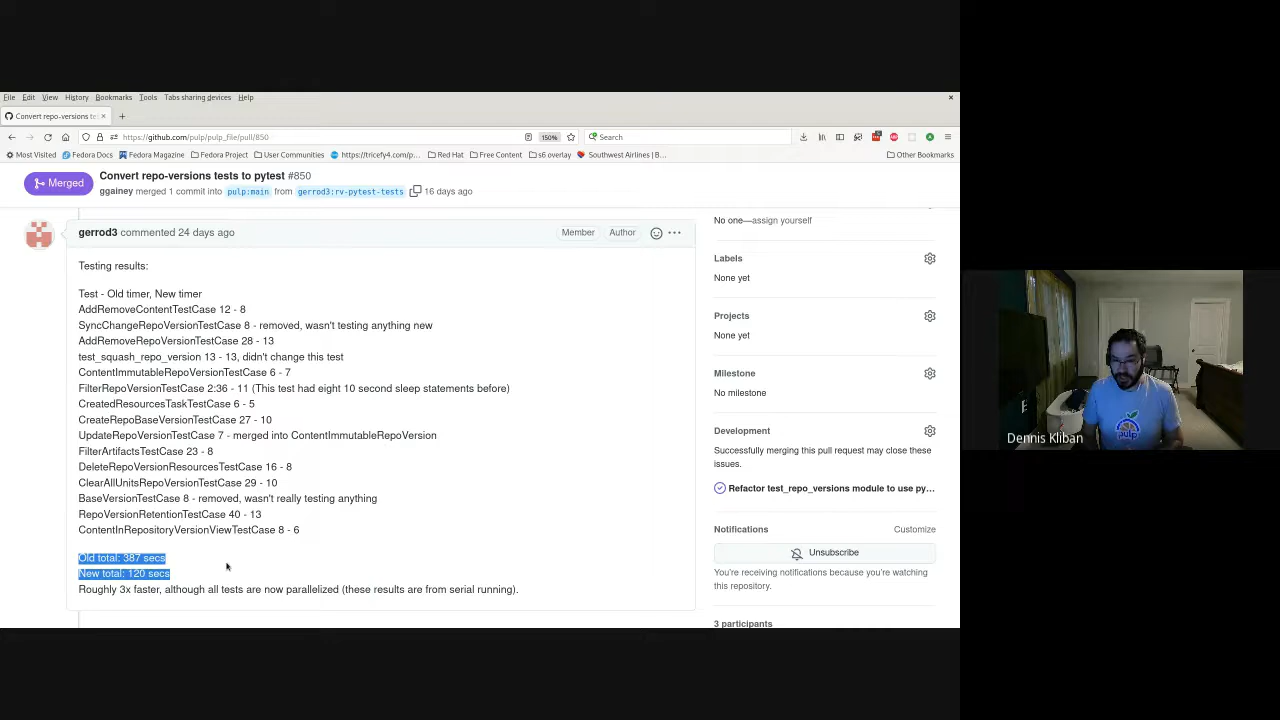 File Edit View History Bookmarks Tools Tabs sharing devices Help
Convert repo-versions te
https://github.com/pulp/pulp_file/pull/850 150% Search
Most Visited Fedora Docs Fedora Magazine Fedora Project User Communities https://tricefy4.com/p... Red Hat Free Content s6 overlay Southwest Airlines | B... Other Bookmarks
Merged
Convert repo-versions tests to pytest #850
ggainey merged 1 commit into pulp:main from gerrod3:rv-pytest-tests 16 days ago
gerrod3 commented 24 days ago Member Author
Testing results:
Test - Old timer, New timer
AddRemoveContentTestCase 12 - 8
SyncChangeRepoVersionTestCase 8 - removed, wasn't testing anything new
AddRemoveRepoVersionTestCase 28 - 13
test_squash_repo_version 13 - 13, didn't change this test
ContentImmutableRepoVersionTestCase 6 - 7
FilterRepoVersionTestCase 2:36 - 11 (This test had eight 10 second sleep statements before)
CreatedResourcesTaskTestCase 6 - 5
CreateRepoBaseVersionTestCase 27 - 10
UpdateRepoVersionTestCase 7 - merged into ContentImmutableRepoVersion
FilterArtifactsTestCase 23 - 8
DeleteRepoVersionResourcesTestCase 16 - 8
ClearAllUnitsRepoVersionTestCase 29 - 10
BaseVersionTestCase 8 - removed, wasn't really testing anything
RepoVersionRetentionTestCase 40 - 13
ContentInRepositoryVersionViewTestCase 8 - 6
Old total: 387 secs
New total: 120 secs
Roughly 3x faster, although all tests are now parallelized (these results are from serial running).
No one—assign yourself
Labels
None yet
Projects
None yet
Milestone
No milestone
Development
Successfully merging this pull request may close these
issues.
Refactor test_repo_versions module to use py...
Notifications Customize
Unsubscribe
You're receiving notifications because you're watching
this repository.
3 participants
pulp
Dennis Kliban